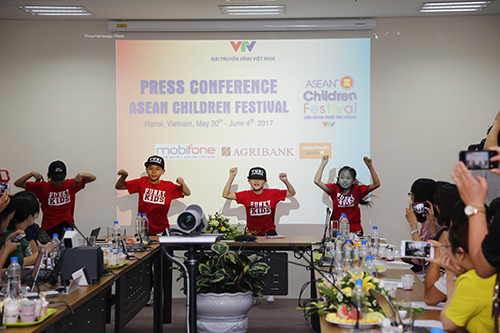 VTV
ĐÀI TRUYỀN HÌNH VIỆT NAM
PRESS CONFERENCE
ASEAN CHILDREN FESTIVAL
Hanoi, Vietnam, May 30th - June 4th 2017
ASEAN
Children
Festival
VTV
mobifone
AGRIBANK
FUNKY
KIDS
FUNKY
KIDS
FUNKY
KIDS
FUNKY
KIDS